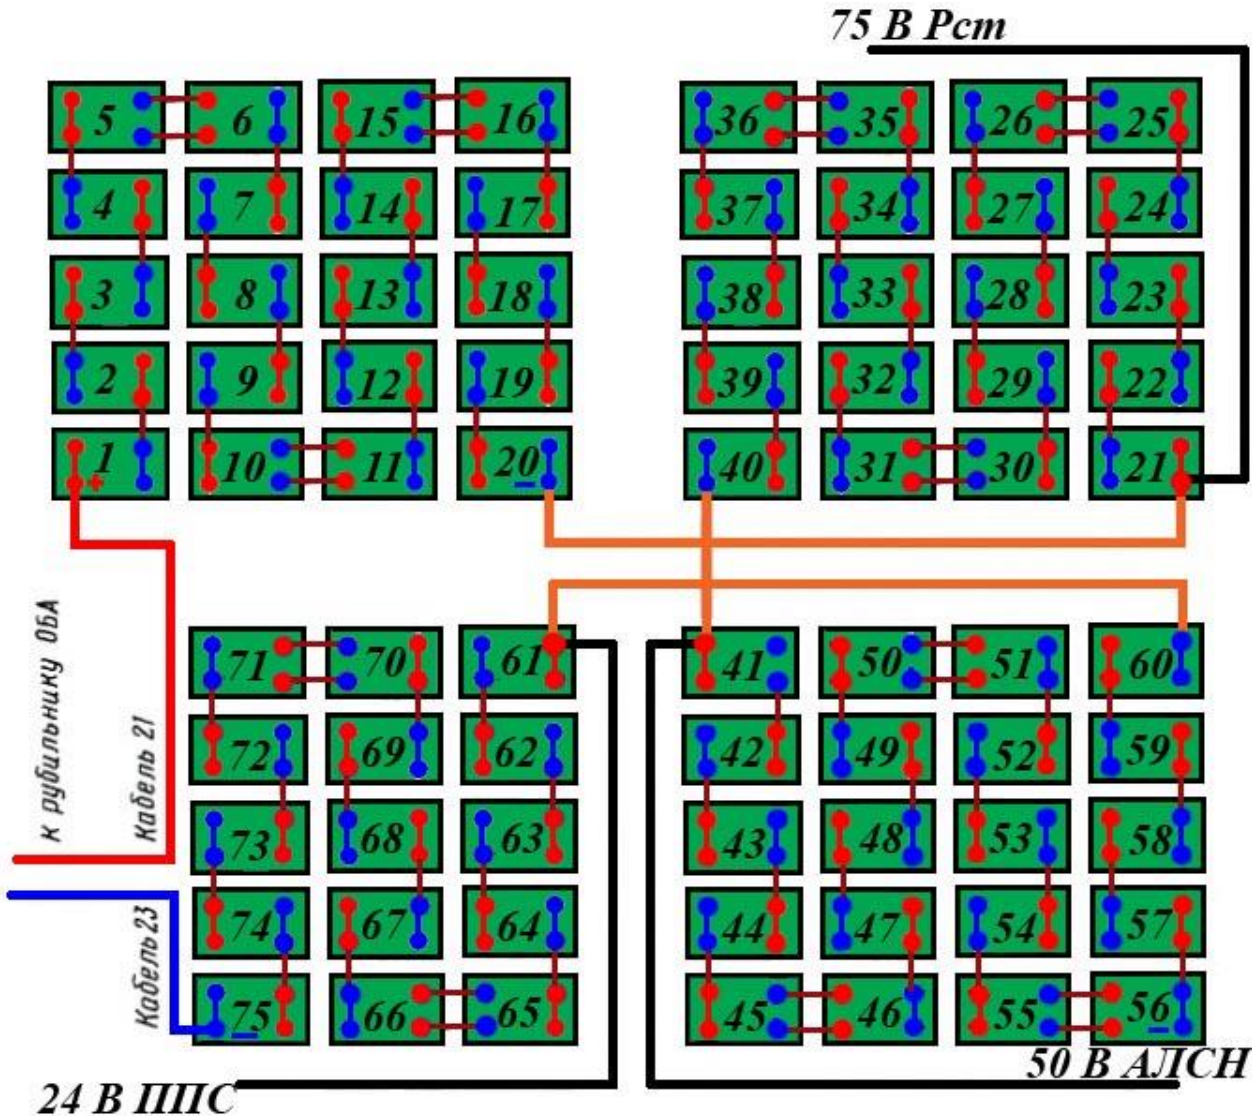 75 В Рст
5 6 15 16 36 35 26 25
4 7 14 17 37 34 27 24
3 8 13 18 38 33 28 23
2 9 12 19 39 32 29 22
1 + 10 11 20 - 40 31 30 21
к рубильнику ОБА
Кабель 21
Кабель 23
71 70 61 41 50 51 60
72 69 62 42 49 52 59
73 68 63 43 48 53 58
74 67 64 44 47 54 57
75 - 66 65 45 46 55 56 -
24 В ППС
50 В АЛСН